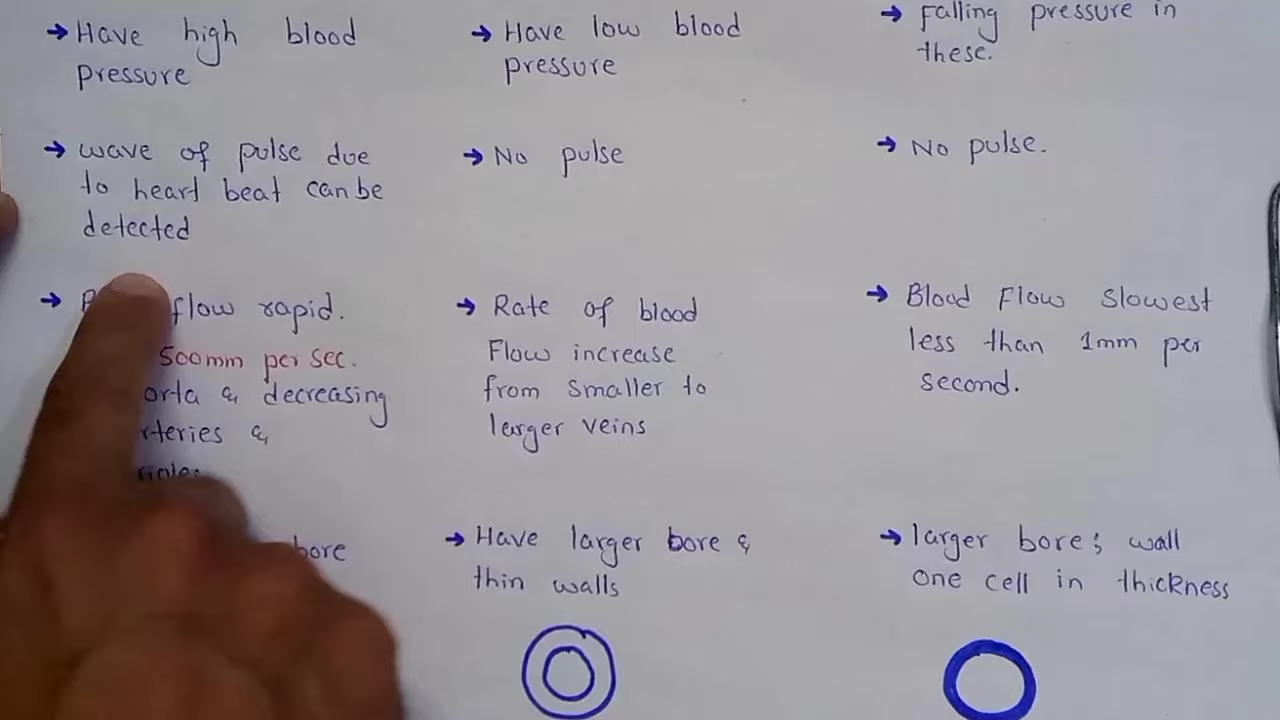 → Have high blood
pressure
→ wave of pulse due
to heart beat can be
detected
→ flow rapid.
500mm per sec.
orta & decreasing
rteries &
bore
→ Have low blood
pressure
→ No pulse
→ Rate of blood
Flow increase
from smaller to
larger veins
→ Have larger bore &
thin walls
→ Falling pressure in
these.
→ No pulse.
→ Blood Flow slowest
less than 1mm per
second.
→ larger bore; wall
one cell in thickness